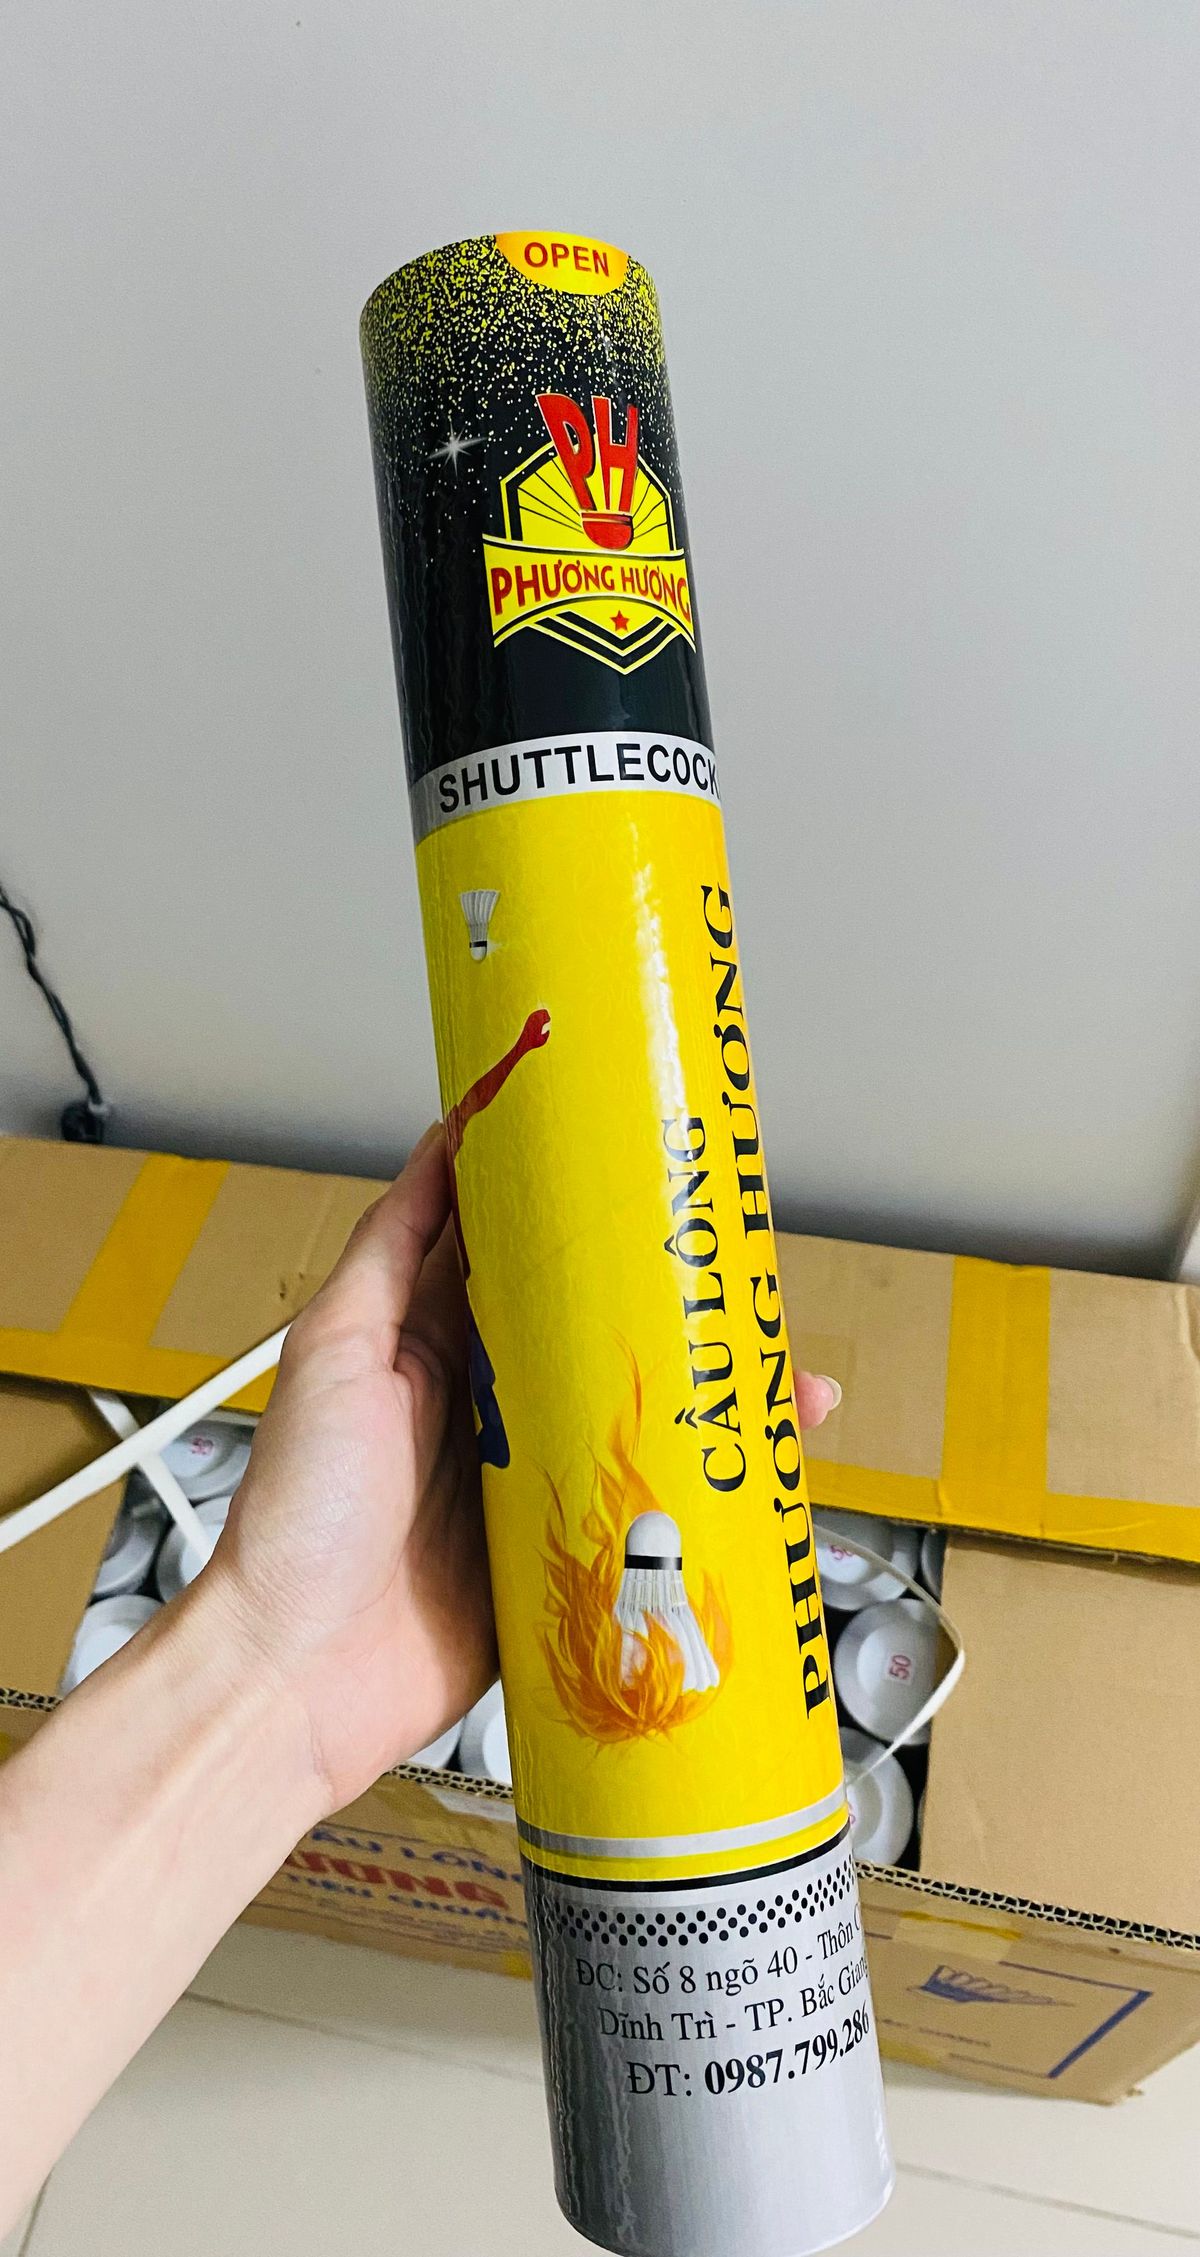 OPEN
PH
PHƯƠNG HƯƠNG
SHUTTLECOCK
CẦU LÔNG
PHƯƠNG HƯƠNG
ĐC: Số 8 ngõ 40 - Thôn
Dĩnh Trì - TP. Bắc Giang
ĐT: 0987.799.286
50
50